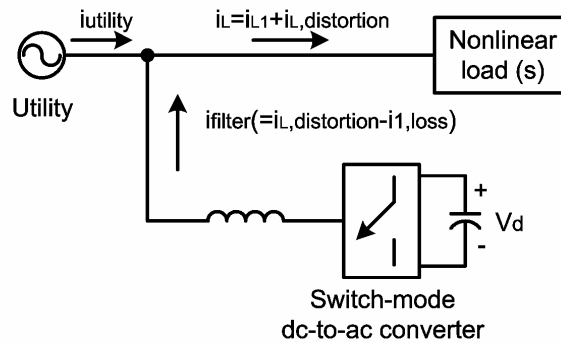 iutility
iL=iL1+iL,distortion
Nonlinear
load (s)
Utility
ifilter(=iL,distortion-i1,loss)
+
Vd
-
Switch-mode
dc-to-ac converter